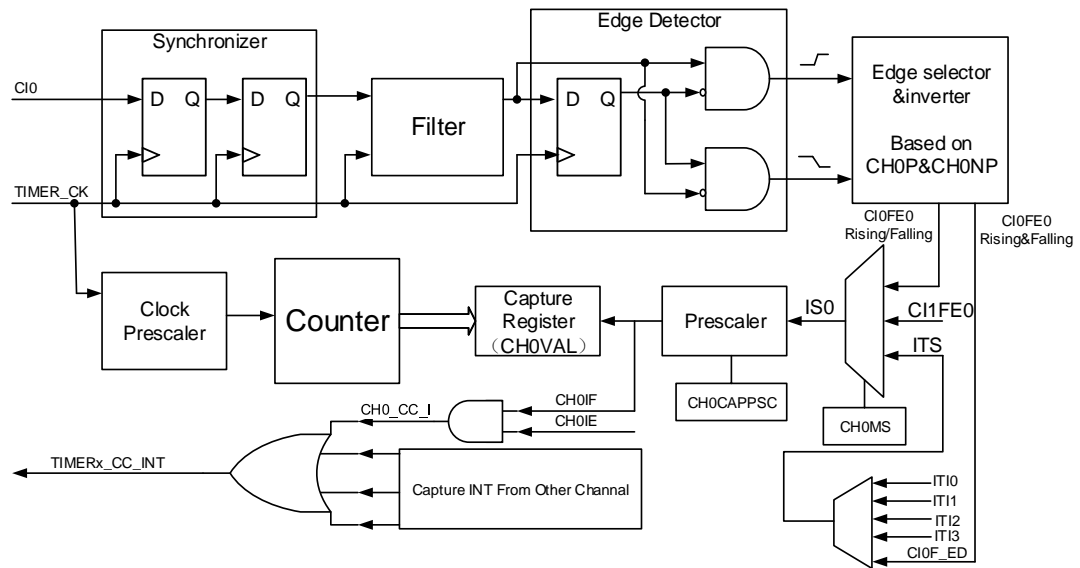 Edge Detector
Synchronizer
CI0
D Q
D Q
Filter
D Q
Edge selector
&inverter
Based on
CH0P&CH0NP
TIMER_CK
CI0FE0
Rising/Falling
CI0FE0
Rising&Falling
Clock
Prescaler
Counter
Capture
Register
（CH0VAL）
Prescaler
IS0
CI1FE0
ITS
CH0CAPPSC
CH0MS
CH0_CC_I
CH0IF
CH0IE
TIMERx_CC_INT
Capture INT From Other Channel
ITI0
ITI1
ITI2
ITI3
CI0F_ED